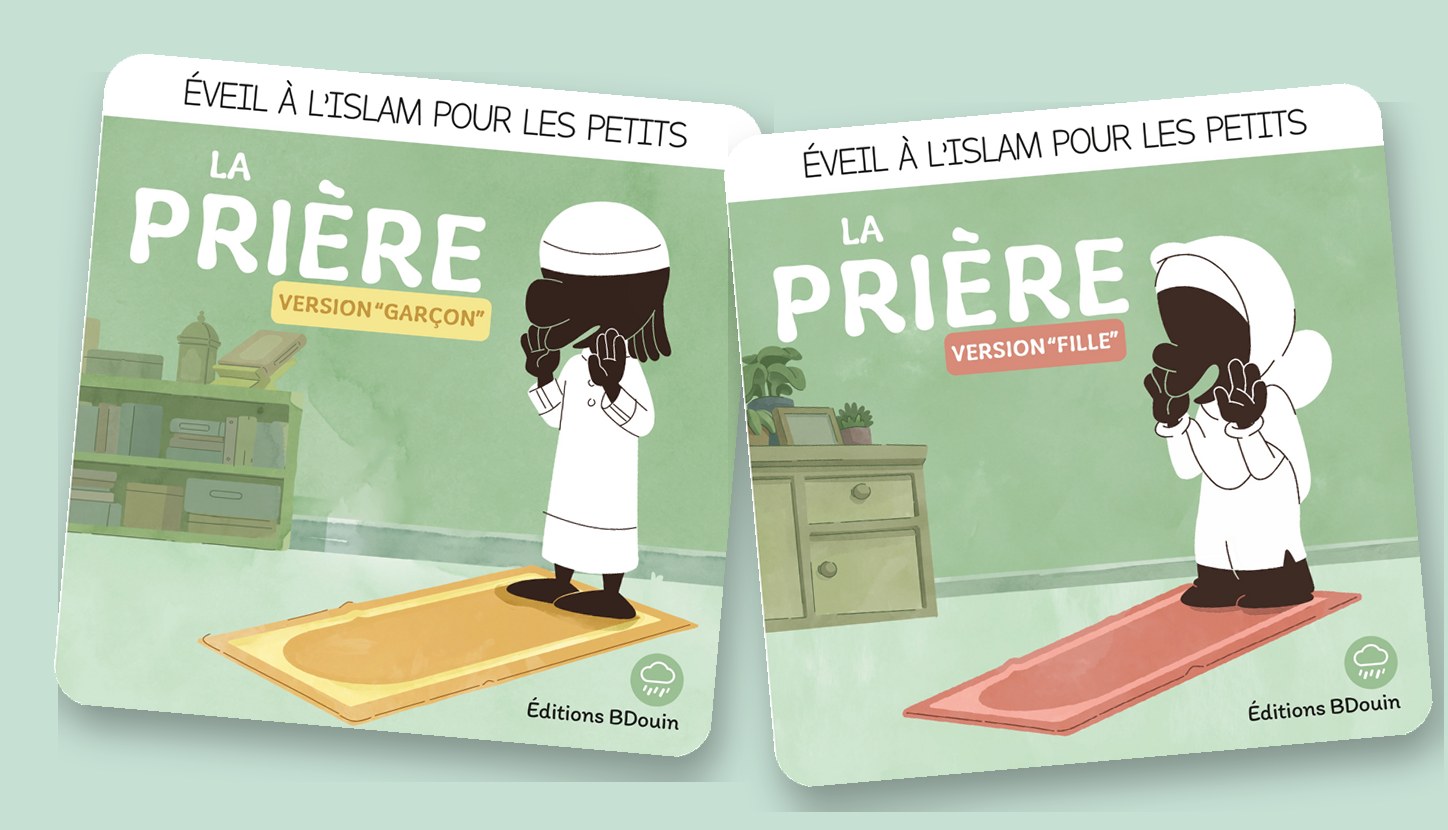 ÉVEIL À L'ISLAM POUR LES PETITS
LA
PRIÈRE
VERSION "GARÇON"
Éditions BDouin
ÉVEIL À L'ISLAM POUR LES PETITS
LA
PRIÈRE
VERSION "FILLE"
Éditions BDouin